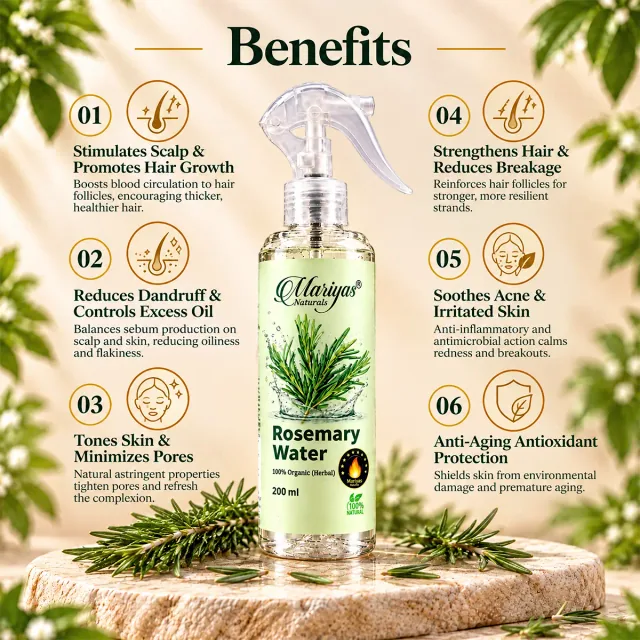 Benefits
01
Stimulates Scalp &
Promotes Hair Growth
Boosts blood circulation to hair
follicles, encouraging thicker,
healthier hair.
02
Reduces Dandruff &
Controls Excess Oil
Balances sebum production on
scalp and skin, reducing oiliness
and flakiness.
03
Tones Skin &
Minimizes Pores
Natural astringent properties
tighten pores and refresh
the complexion.
Mariyas®
Naturals
Rosemary
Water
100% Organic (Herbal)
200 ml
100%
NATURAL
04
Strengthens Hair &
Reduces Breakage
Reinforces hair follicles for
stronger, more resilient
strands.
05
Soothes Acne &
Irritated Skin
Anti-inflammatory and
antimicrobial action calms
redness and breakouts.
06
Anti-Aging Antioxidant
Protection
Shields skin from environmental
damage and premature aging.